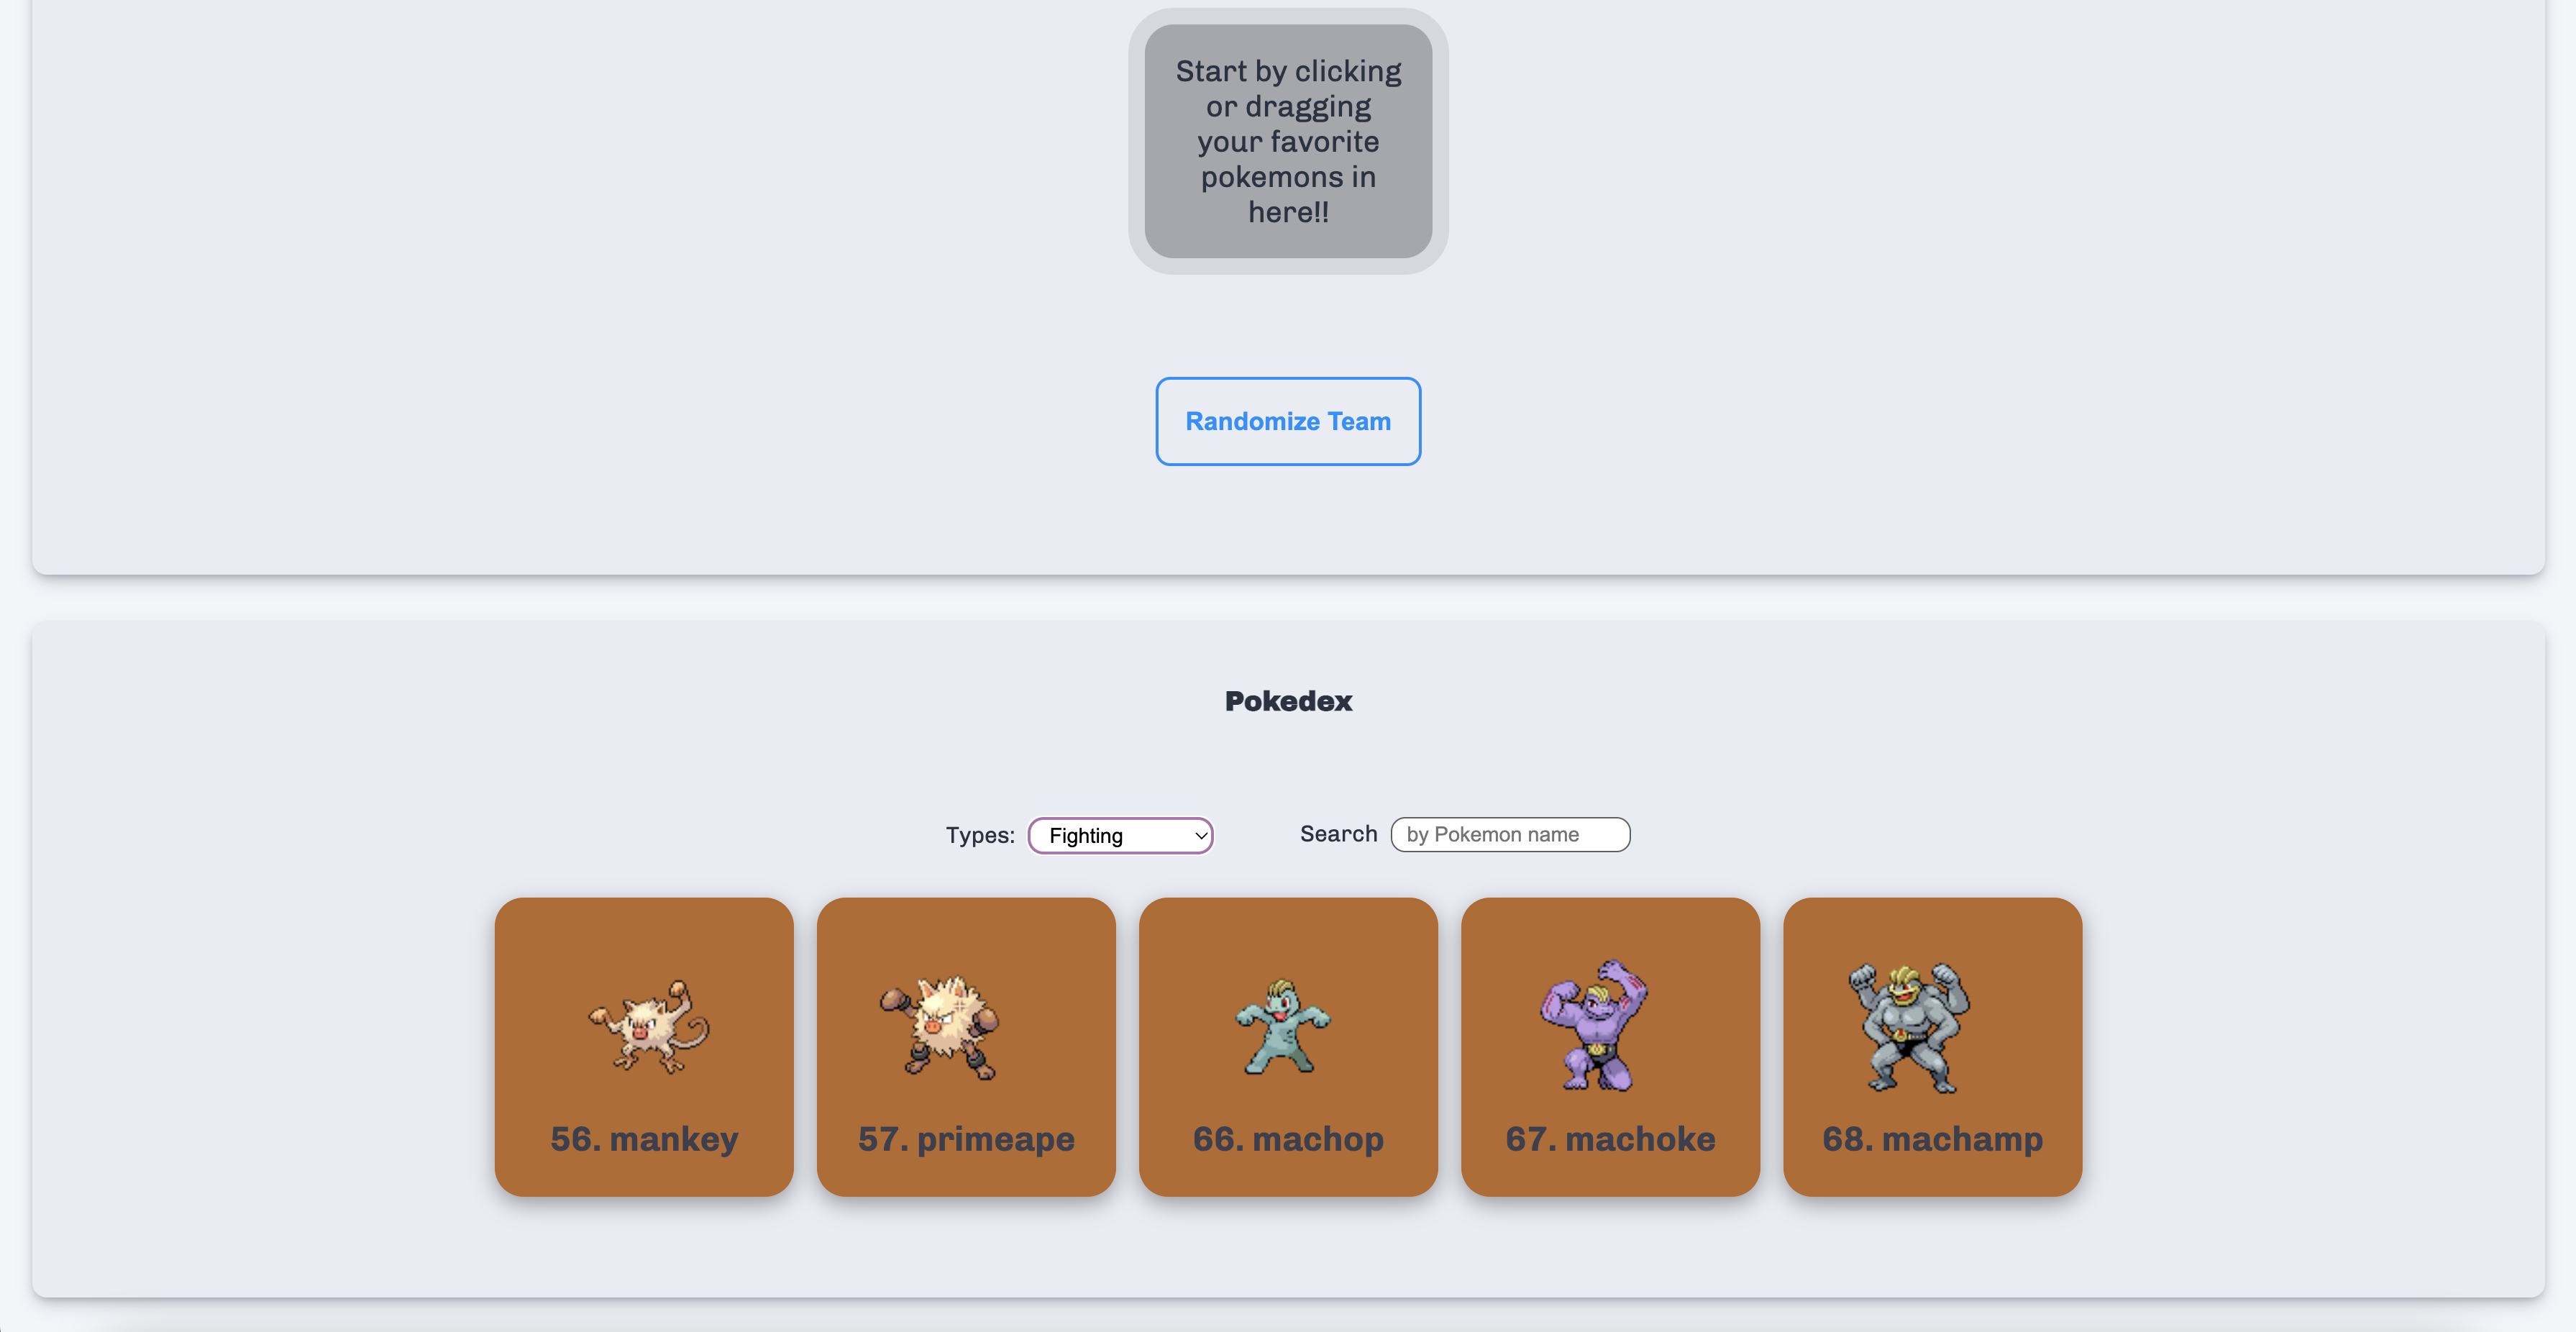 Start by clicking
or dragging
your favorite
pokemons in
here!!
Randomize Team
Pokedex
Types: Fighting Search by Pokemon name
56. mankey 57. primeape 66. machop 67. machoke 68. machamp